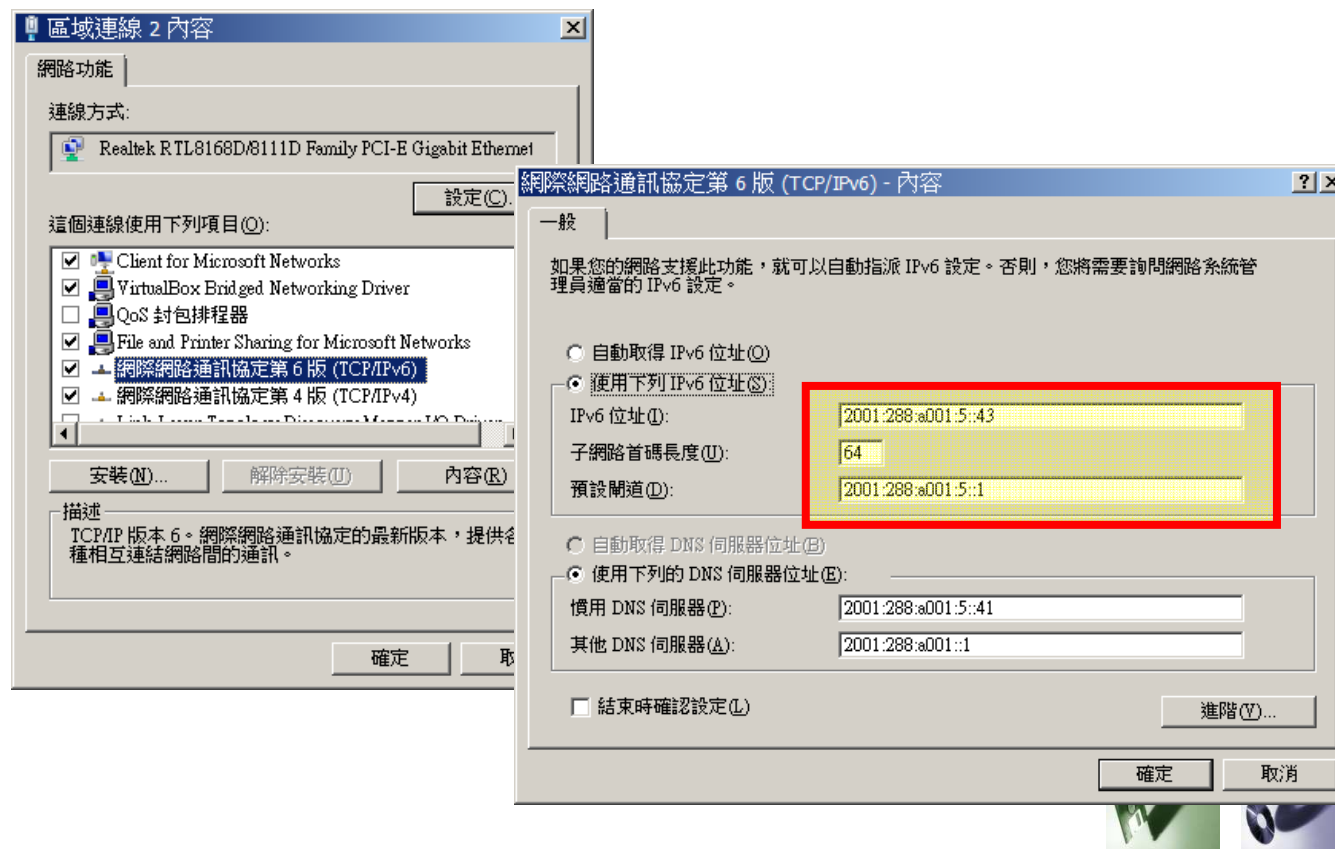 區域連線 2 內容
網路功能
連線方式:
Realtek RTL8168D/8111D Family PCI-E Gigabit Ethernet
設定(C).
這個連線使用下列項目(O):
Client for Microsoft Networks
VirtualBox Bridged Networking Driver
QoS 封包排程器
File and Printer Sharing for Microsoft Networks
網際網路通訊協定第 6 版 (TCP/IPv6)
網際網路通訊協定第 4 版 (TCP/IPv4)
安裝(N)...
解除安裝(U)
內容(R)
描述
TCP/IP 版本 6。網際網路通訊協定的最新版本，提供各
種相互連結網路間的通訊。
確定
取
網際網路通訊協定第 6 版 (TCP/IPv6) - 內容
一般
如果您的網路支援此功能，就可以自動指派 IPv6 設定。否則，您將需要詢問網路系統管
理員適當的 IPv6 設定。
自動取得 IPv6 位址(O)
使用下列 IPv6 位址(S):
IPv6 位址(I):
2001:288:a001:5::43
子網路首碼長度(U):
64
預設閘道(D):
2001:288:a001:5::1
自動取得 DNS 伺服器位址(B)
使用下列的 DNS 伺服器位址(E):
慣用 DNS 伺服器(P):
2001:288:a001:5::41
其他 DNS 伺服器(A):
2001:288:a001::1
結束時確認設定(L)
進階(V)...
確定
取消